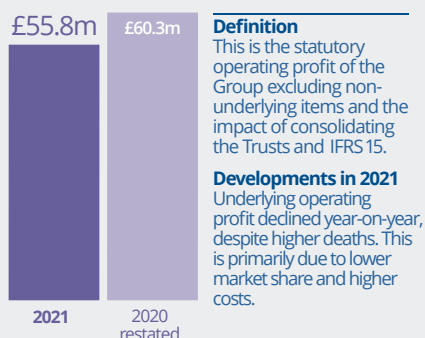 £55.8m
£60.3m
2021
2020
restated
Definition
This is the statutory
operating profit of the
Group excluding non-
underlying items and the
impact of consolidating
the Trusts and IFRS 15.
Developments in 2021
Underlying operating
profit declined year-on-year,
despite higher deaths. This
is primarily due to lower
market share and higher
costs.